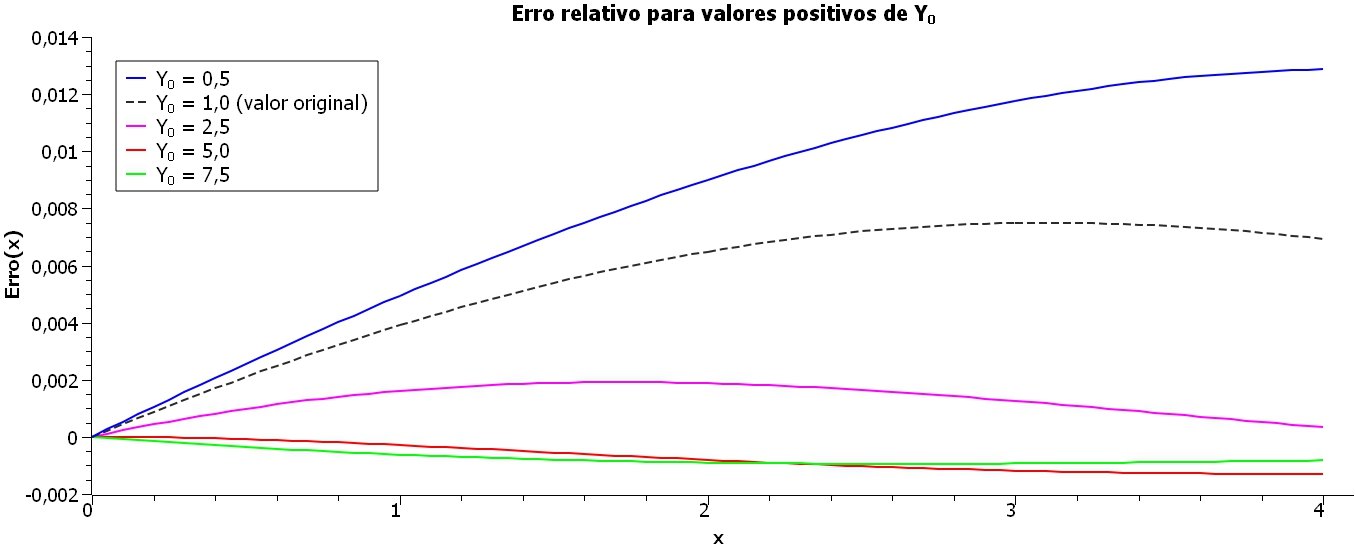 Erro relativo para valores positivos de Y₀
0,014
0,012
0,01
0,008
0,006
0,004
0,002
0
-0,002
Erro(x)
Y₀ = 0,5
Y₀ = 1,0 (valor original)
Y₀ = 2,5
Y₀ = 5,0
Y₀ = 7,5
0 1 2 3 4
x